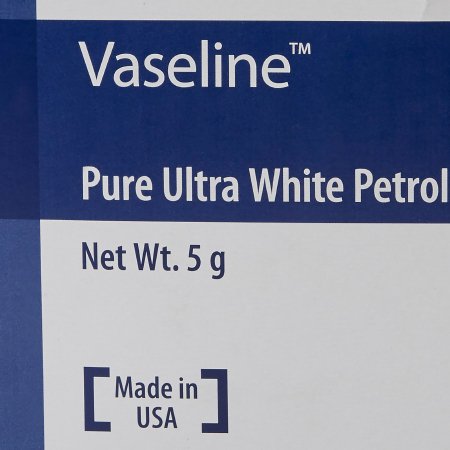 Vaseline™
Pure Ultra White Petrol
Net Wt. 5 g
Made in
USA